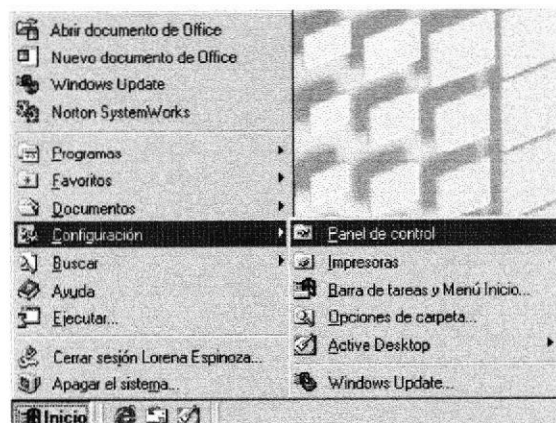 Abrir documento de Office
Nuevo documento de Office
Windows Update
Norton SystemWorks
Programas
Favoritos
Documentos
Configuración
Buscar
Ayuda
Ejecutar...
Cerrar sesión Lorena Espinoza...
Apagar el sistema...
Inicio
Panel de control
Impresoras
Barra de tareas y Menú Inicio...
Opciones de carpeta...
Active Desktop
Windows Update...